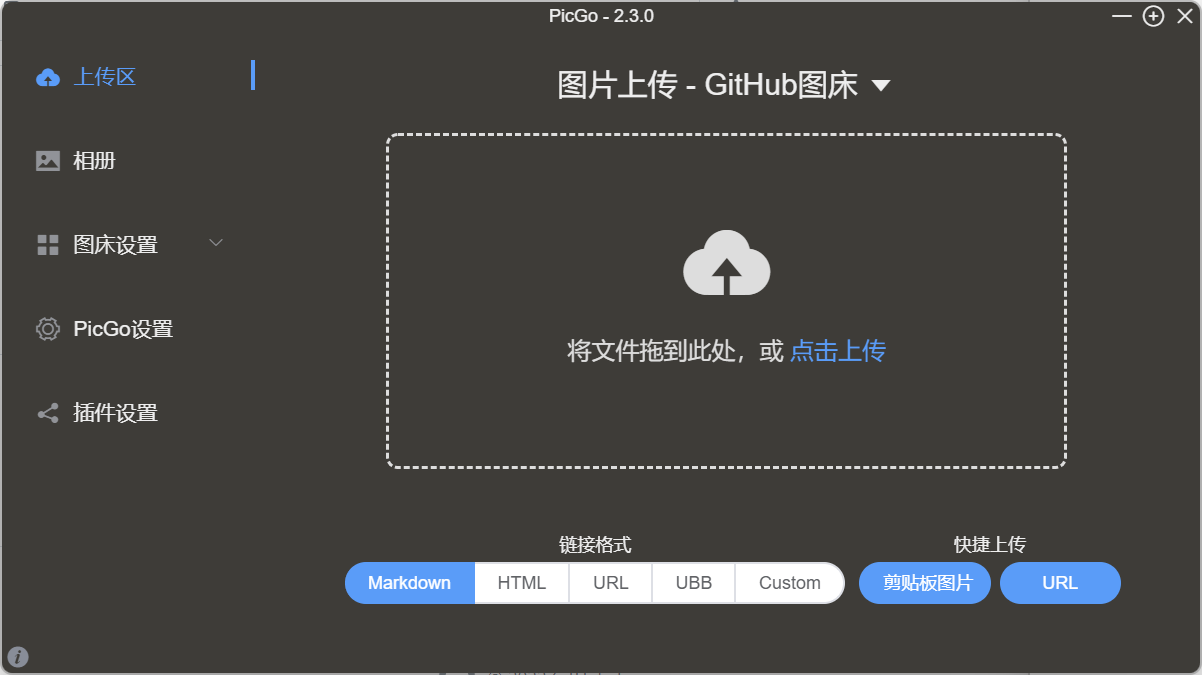 PicGo - 2.3.0
上传区
相册
图床设置
PicGo设置
插件设置
图片上传 - GitHub图床
将文件拖到此处，或 点击上传
链接格式
Markdown HTML URL UBB Custom
快捷上传
剪贴板图片 URL